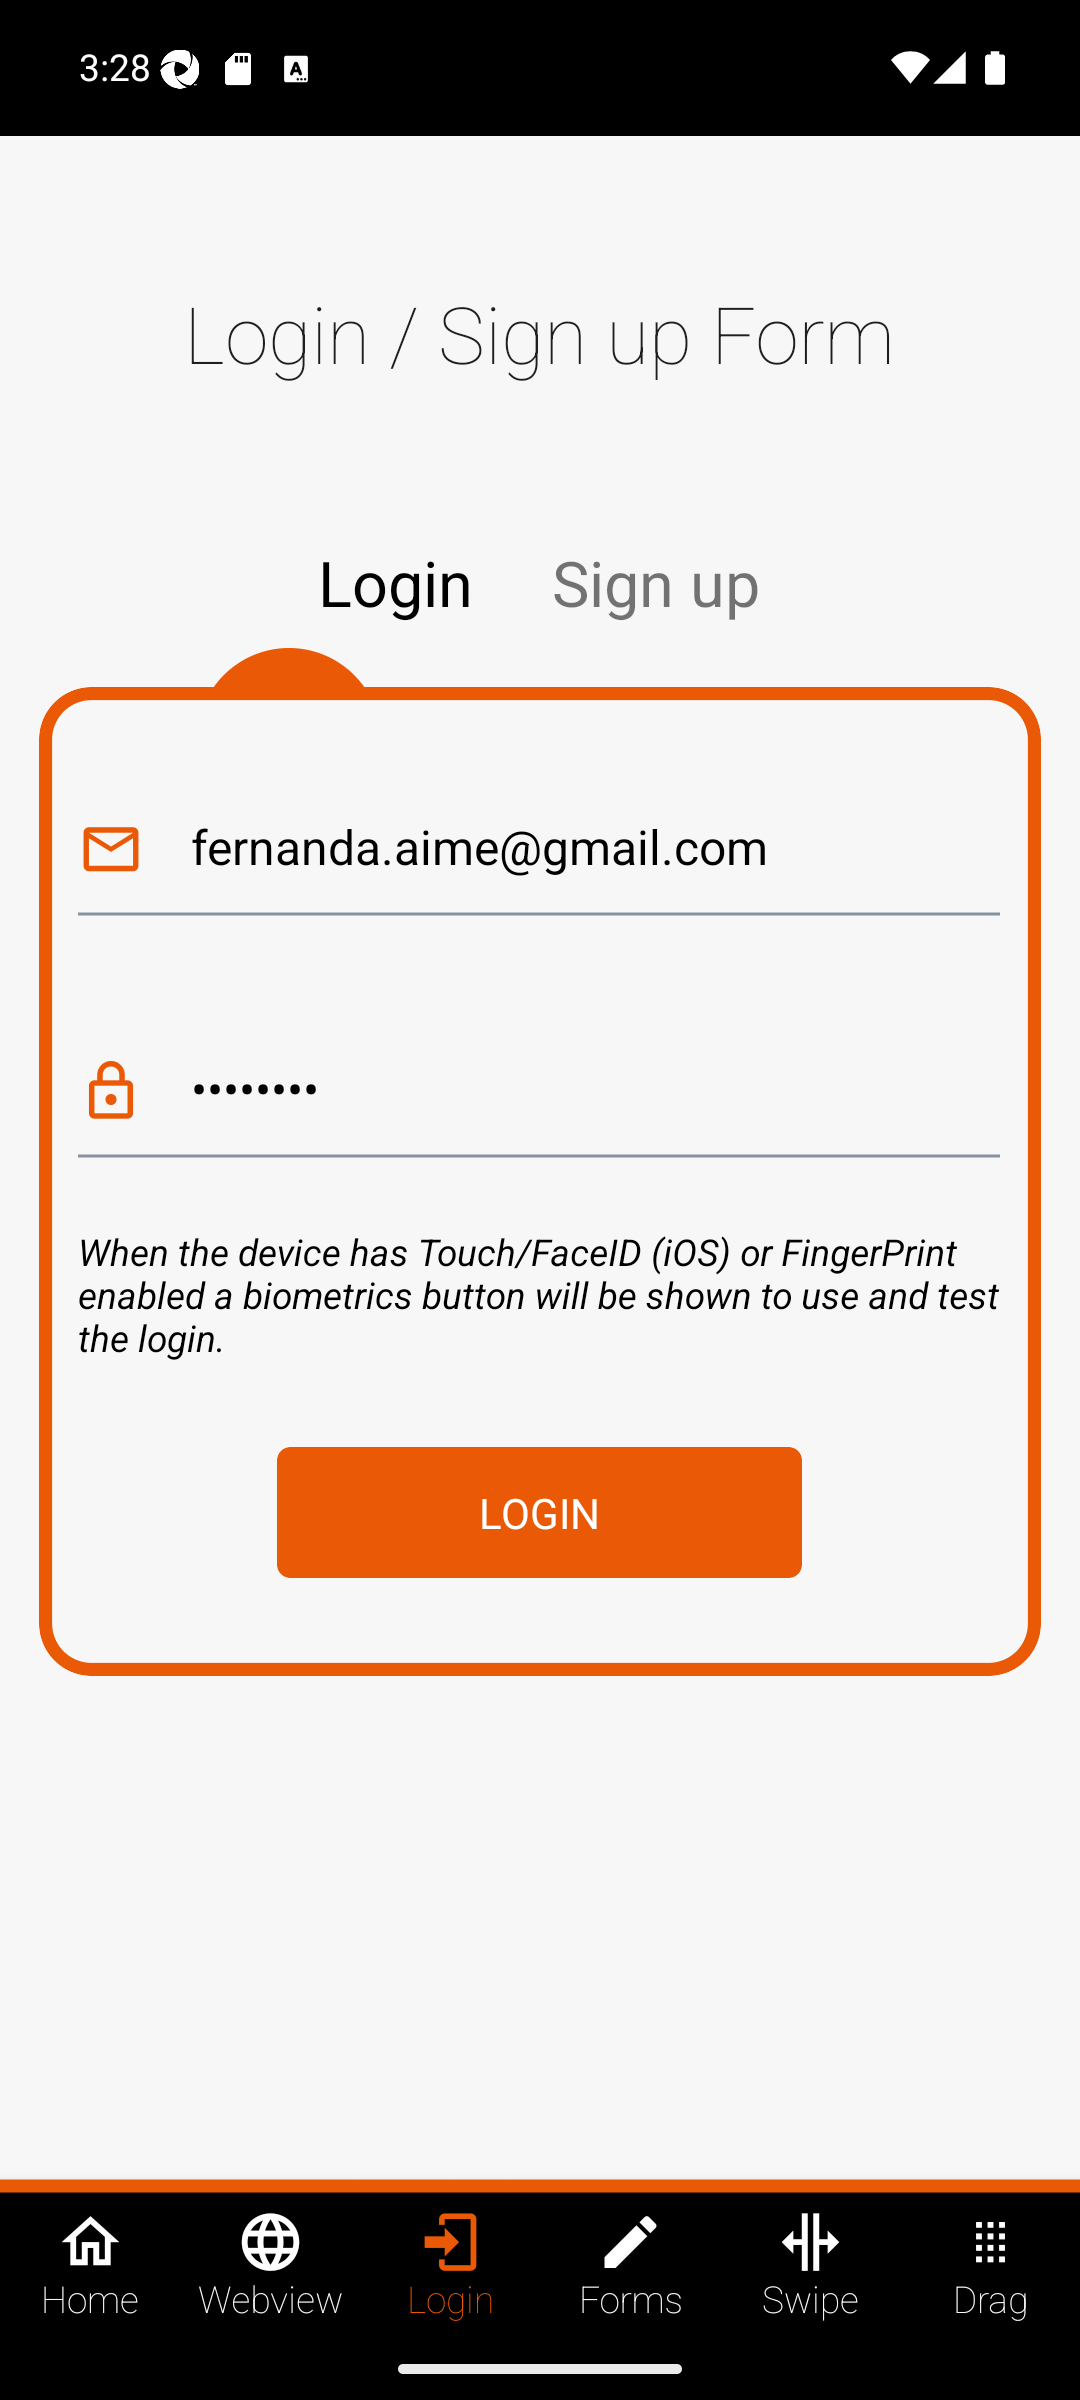 3:28
Login / Sign up Form
Login Sign up
fernanda.aime@gmail.com
••••••••
When the device has Touch/FaceID (iOS) or FingerPrint
enabled a biometrics button will be shown to use and test
the login.
LOGIN
Home Webview Login Forms Swipe Drag